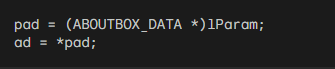 pad = (ABOUTBOX_DATA *)lParam;
ad = *pad;